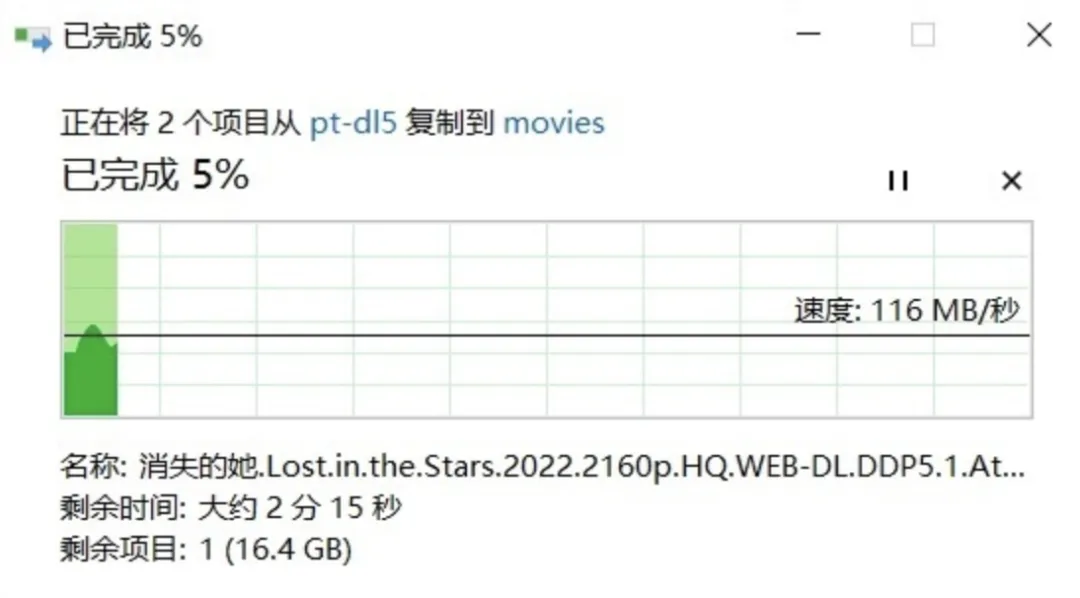 已完成 5%
正在将 2 个项目从 pt-dl5 复制到 movies
已完成 5%
速度: 116 MB/秒
名称: 消失的她.Lost.in.the.Stars.2022.2160p.HQ.WEB-DL.DDP5.1.At...
剩余时间: 大约 2 分 15 秒
剩余项目: 1 (16.4 GB)